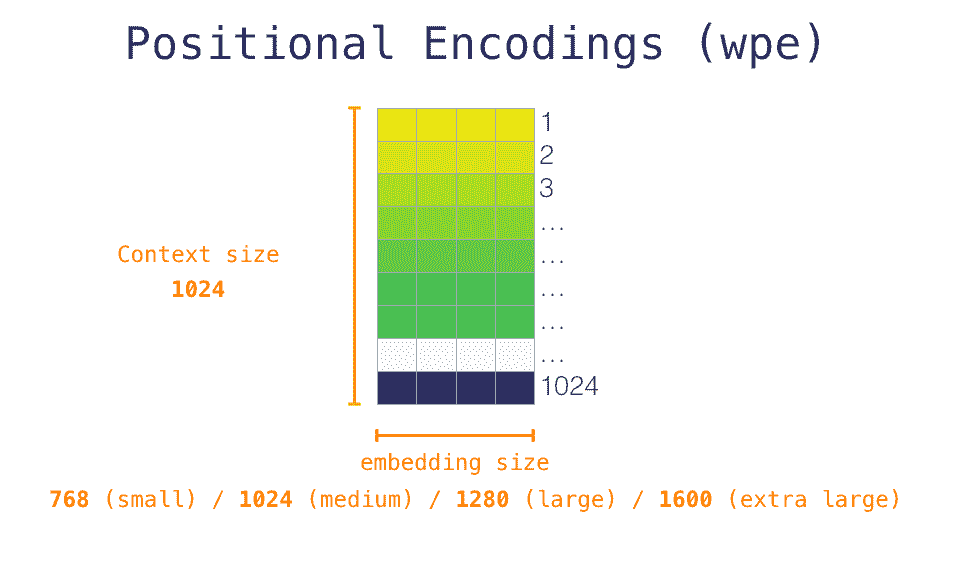 Positional Encodings (wpe)
1
2
3
...
...
Context size
1024
...
...
...
1024
embedding size
768 (small) / 1024 (medium) / 1280 (large) / 1600 (extra large)